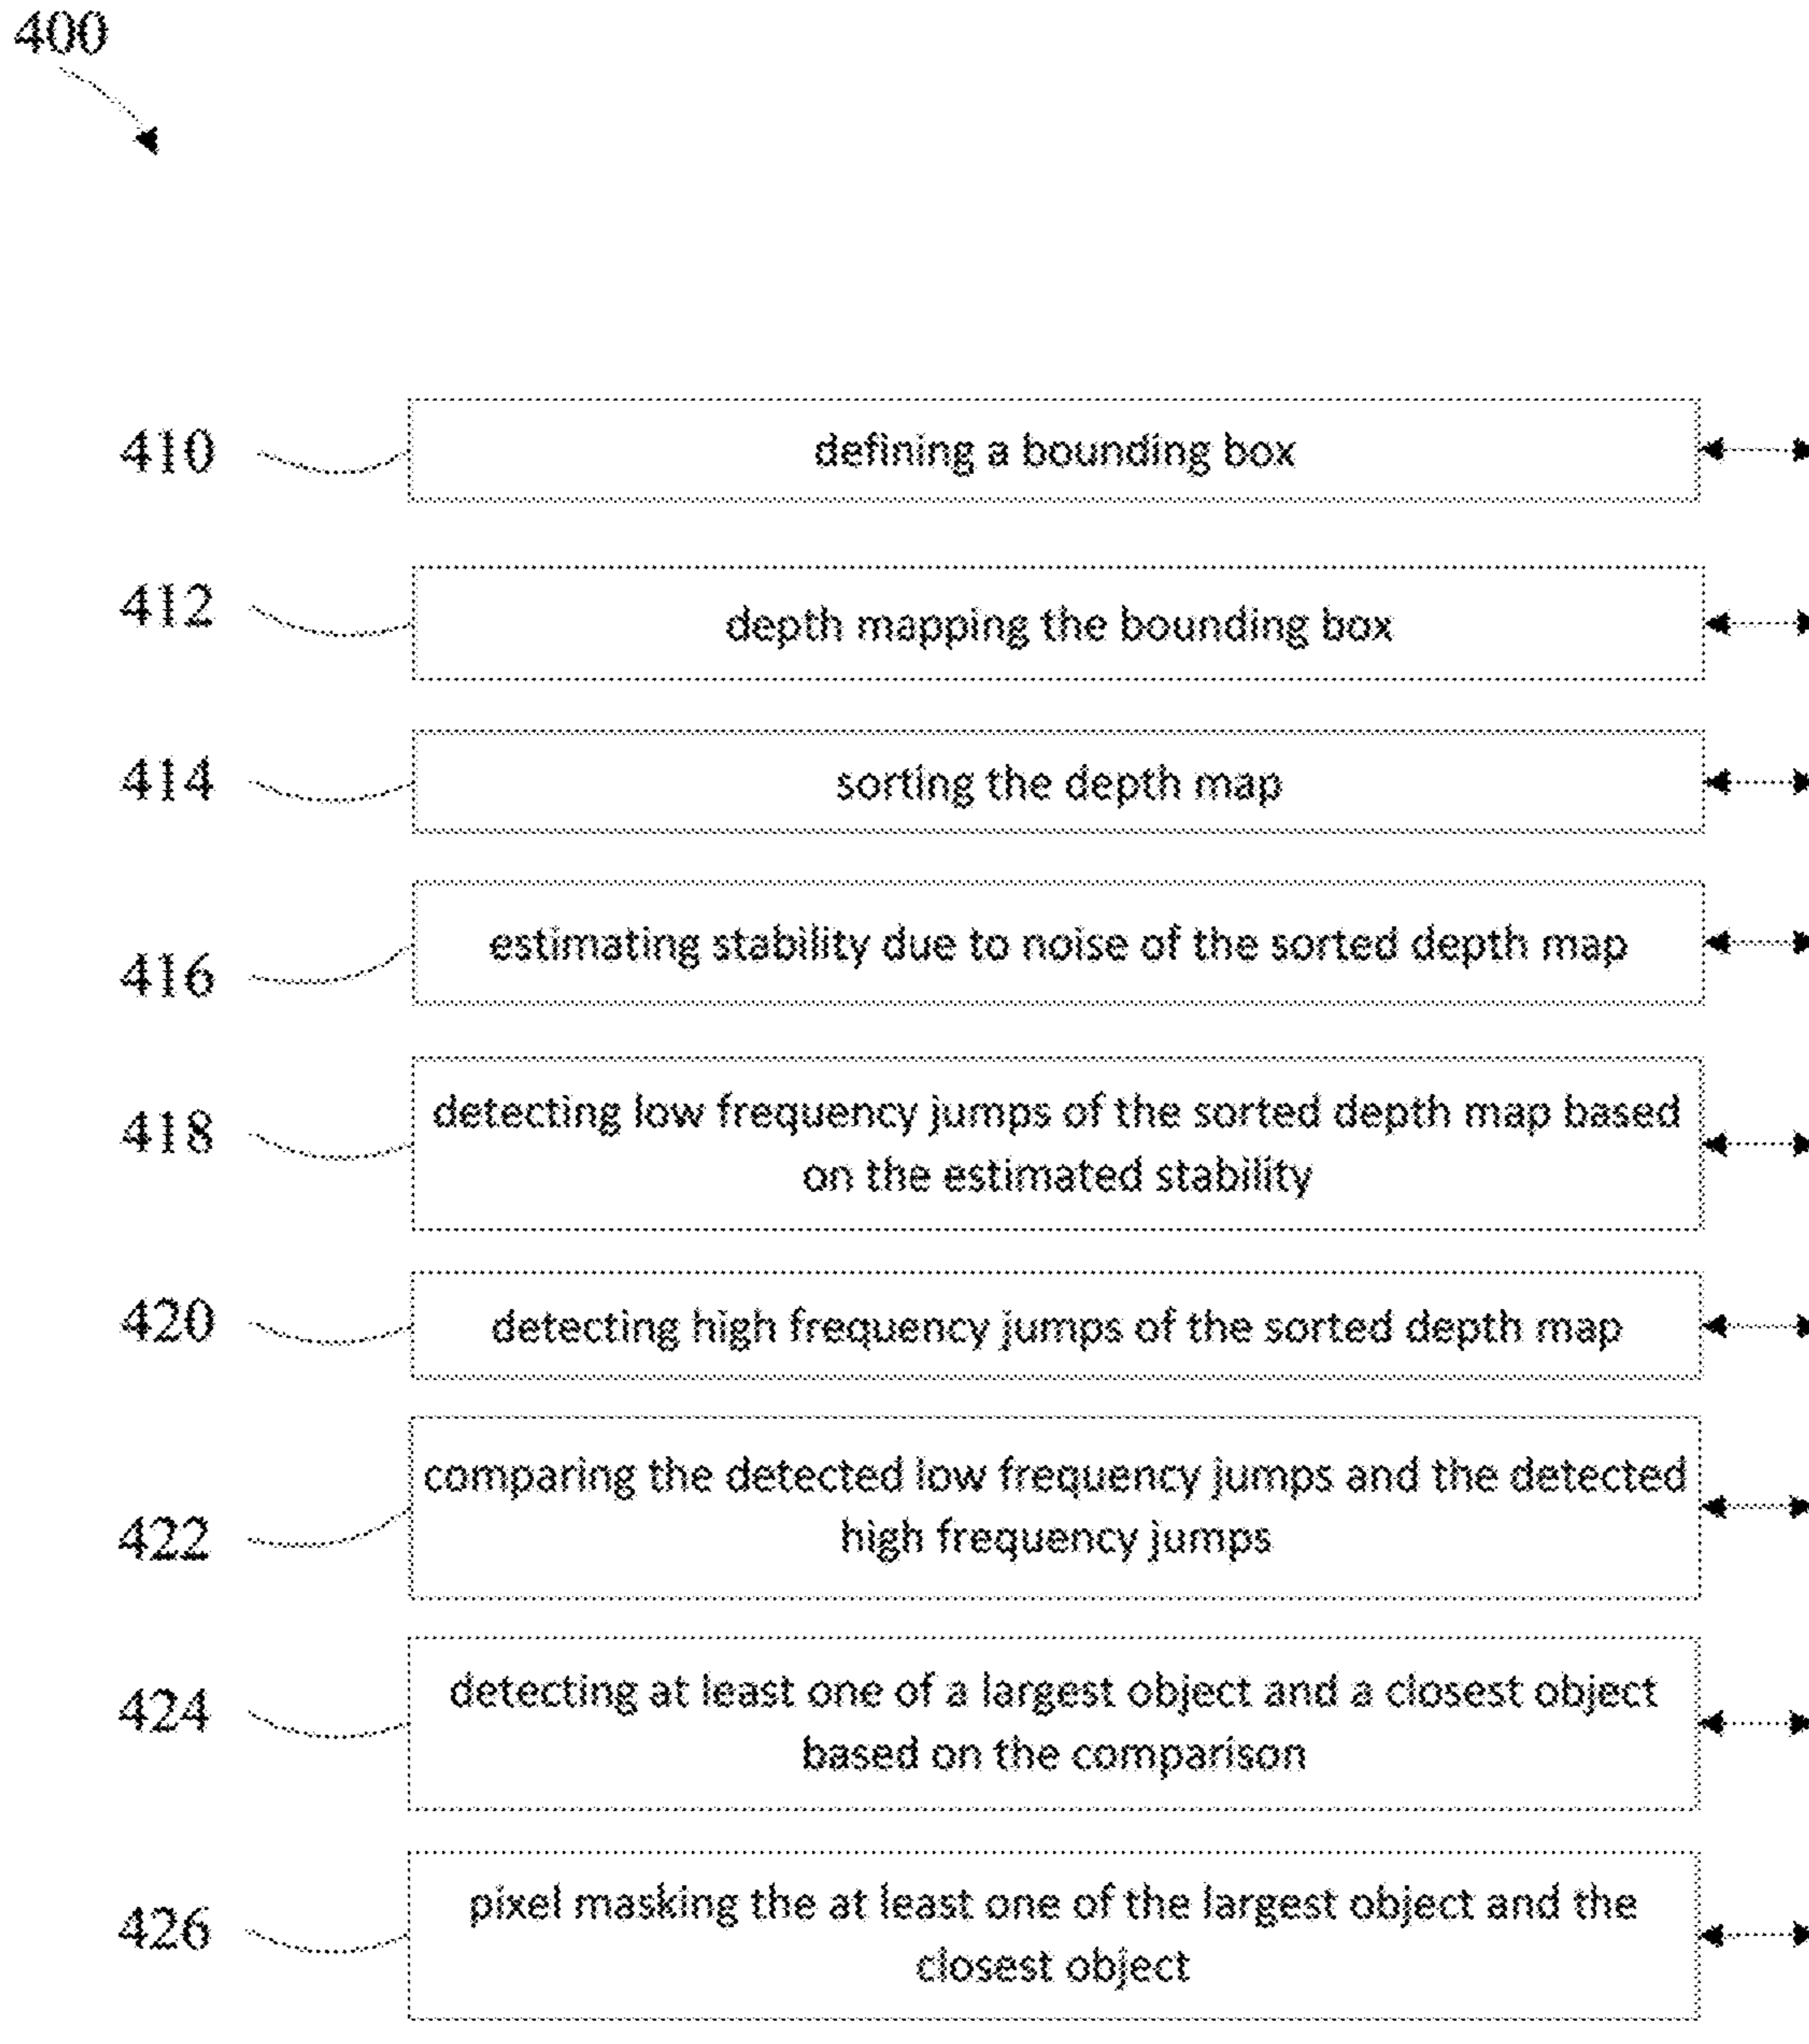 400
410 defining a bounding box
412 depth mapping the bounding box
414 sorting the depth map
416 estimating stability due to noise of the sorted depth map
418 detecting low frequency jumps of the sorted depth map based
on the estimated stability
420 detecting high frequency jumps of the sorted depth map
422 comparing the detected low frequency jumps and the detected
high frequency jumps
424 detecting at least one of a largest object and a closest object
based on the comparison
426 pixel masking the at least one of the largest object and the
closest object